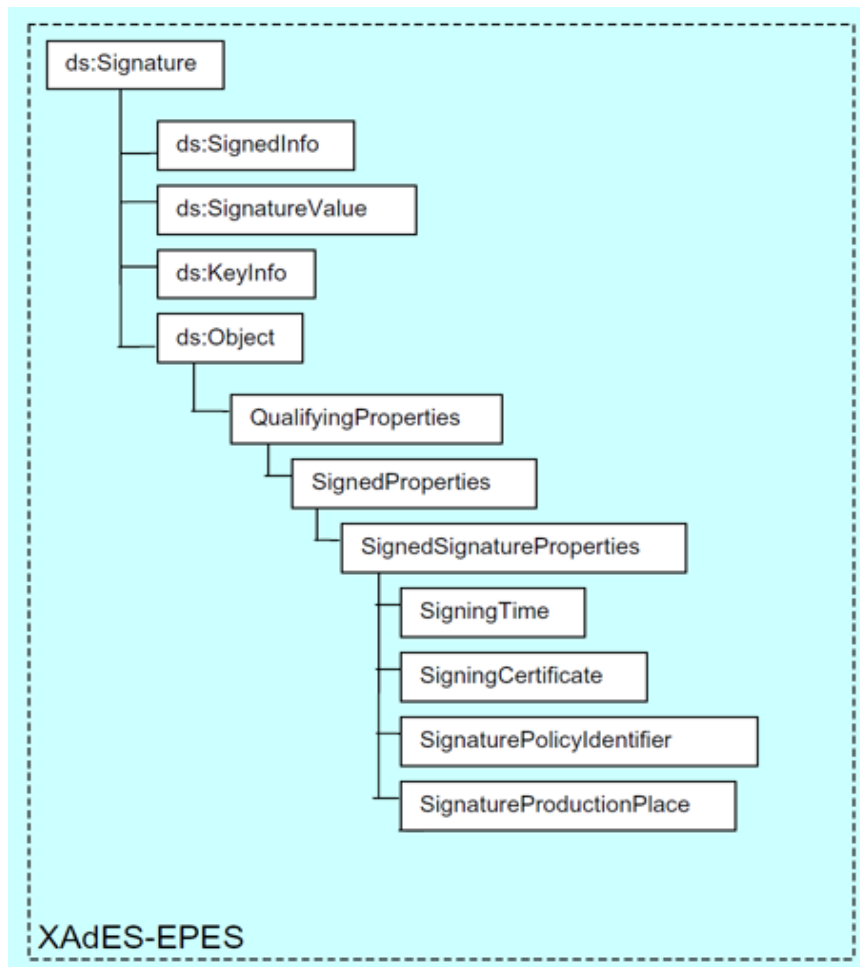 ds:Signature
ds:SignedInfo
ds:SignatureValue
ds:KeyInfo
ds:Object
QualifyingProperties
SignedProperties
SignedSignatureProperties
SigningTime
SigningCertificate
SignaturePolicyIdentifier
SignatureProductionPlace
XAdES-EPES